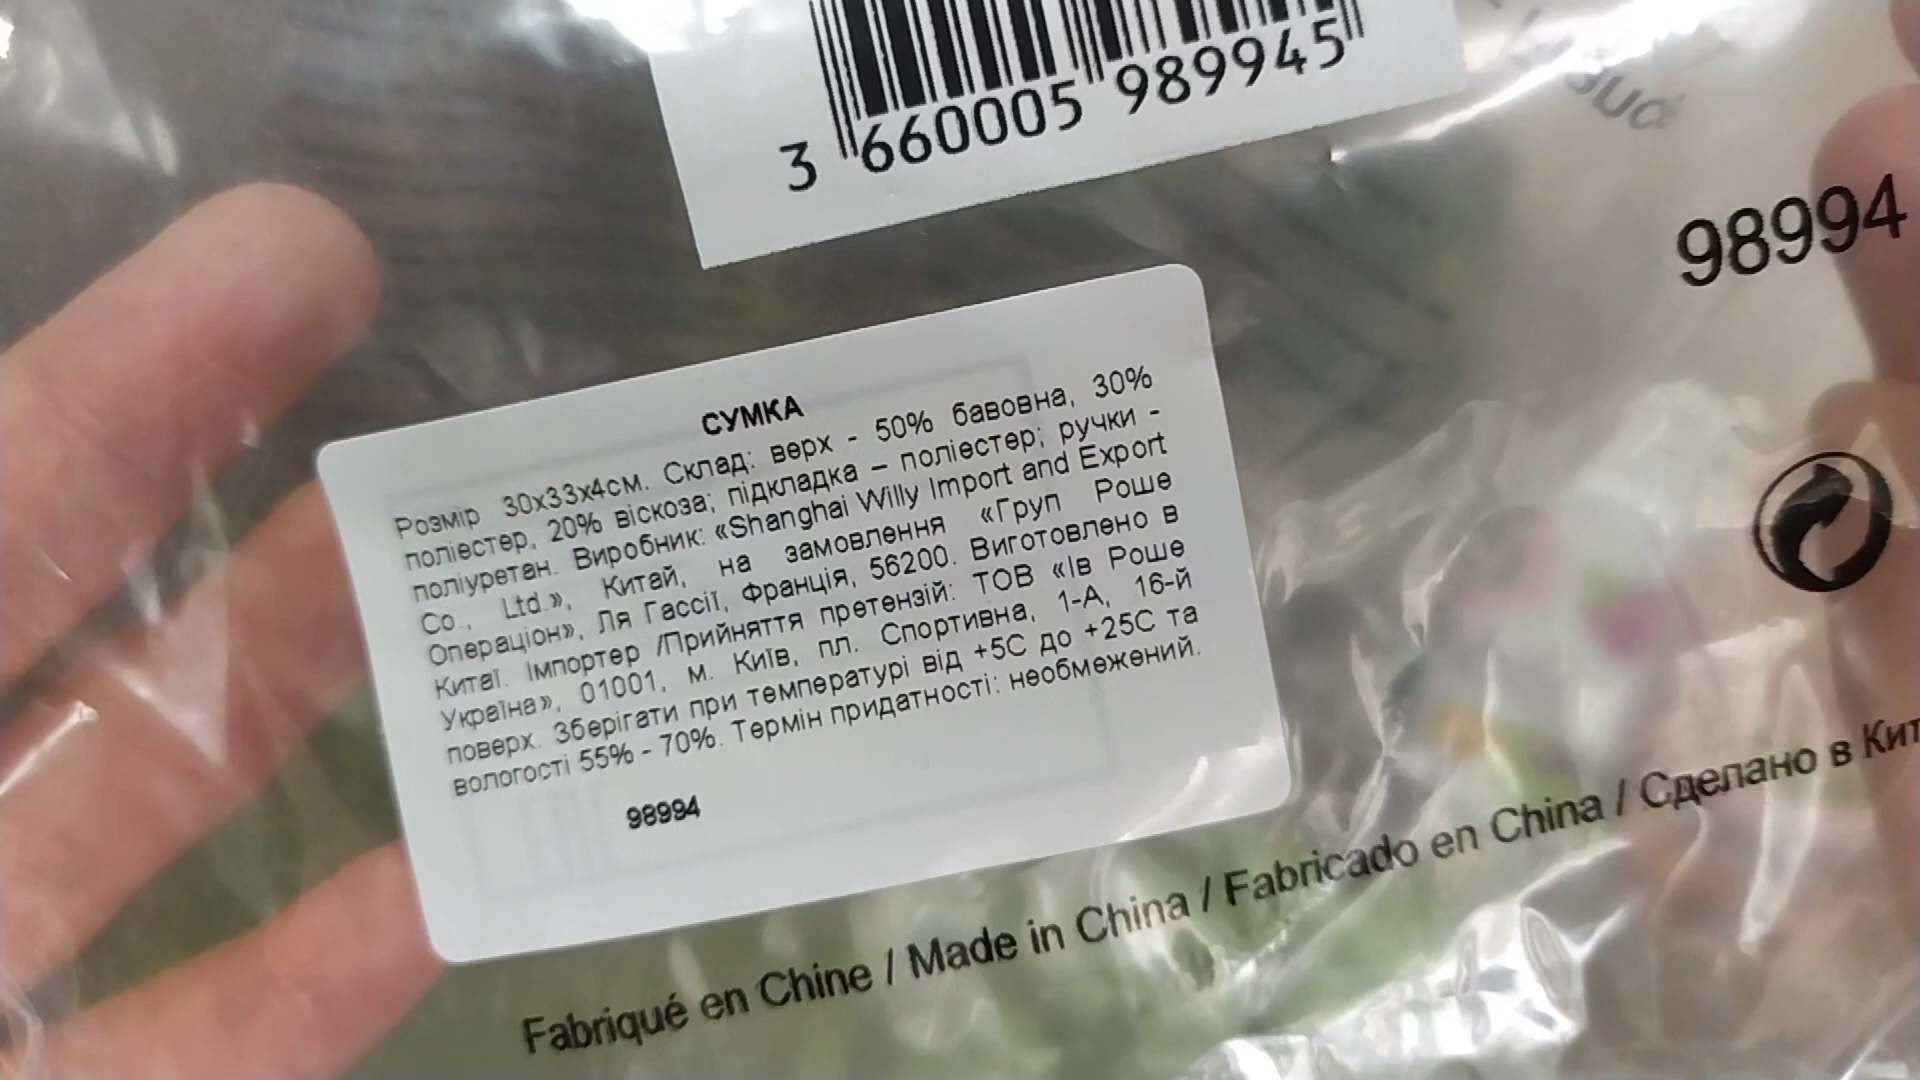 3 660005 989945
98994
СУМКА
Розмір 30х33х4см. Склад: верх - 50% бавовна, 30%
поліестер, 20% віскоза; підкладка – поліестер; ручки -
поліуретан. Виробник: «Shanghai Willy Import and Export
Co., Ltd.», Китай, на замовлення «Груп Роше
Операціон», Ля Гассії, Франція, 56200. Виготовлено в
Китаї. Імпортер /Прийняття претензій: ТОВ «Ів Роше
Україна», 01001, м. Київ, пл. Спортивна, 1-А, 16-й
поверх. Зберігати при температурі від +5С до +25С та
вологості 55% - 70%. Термін придатності: необмежений.
98994
Fabriqué en Chine / Made in China / Fabricado en China / Сделано в Кит